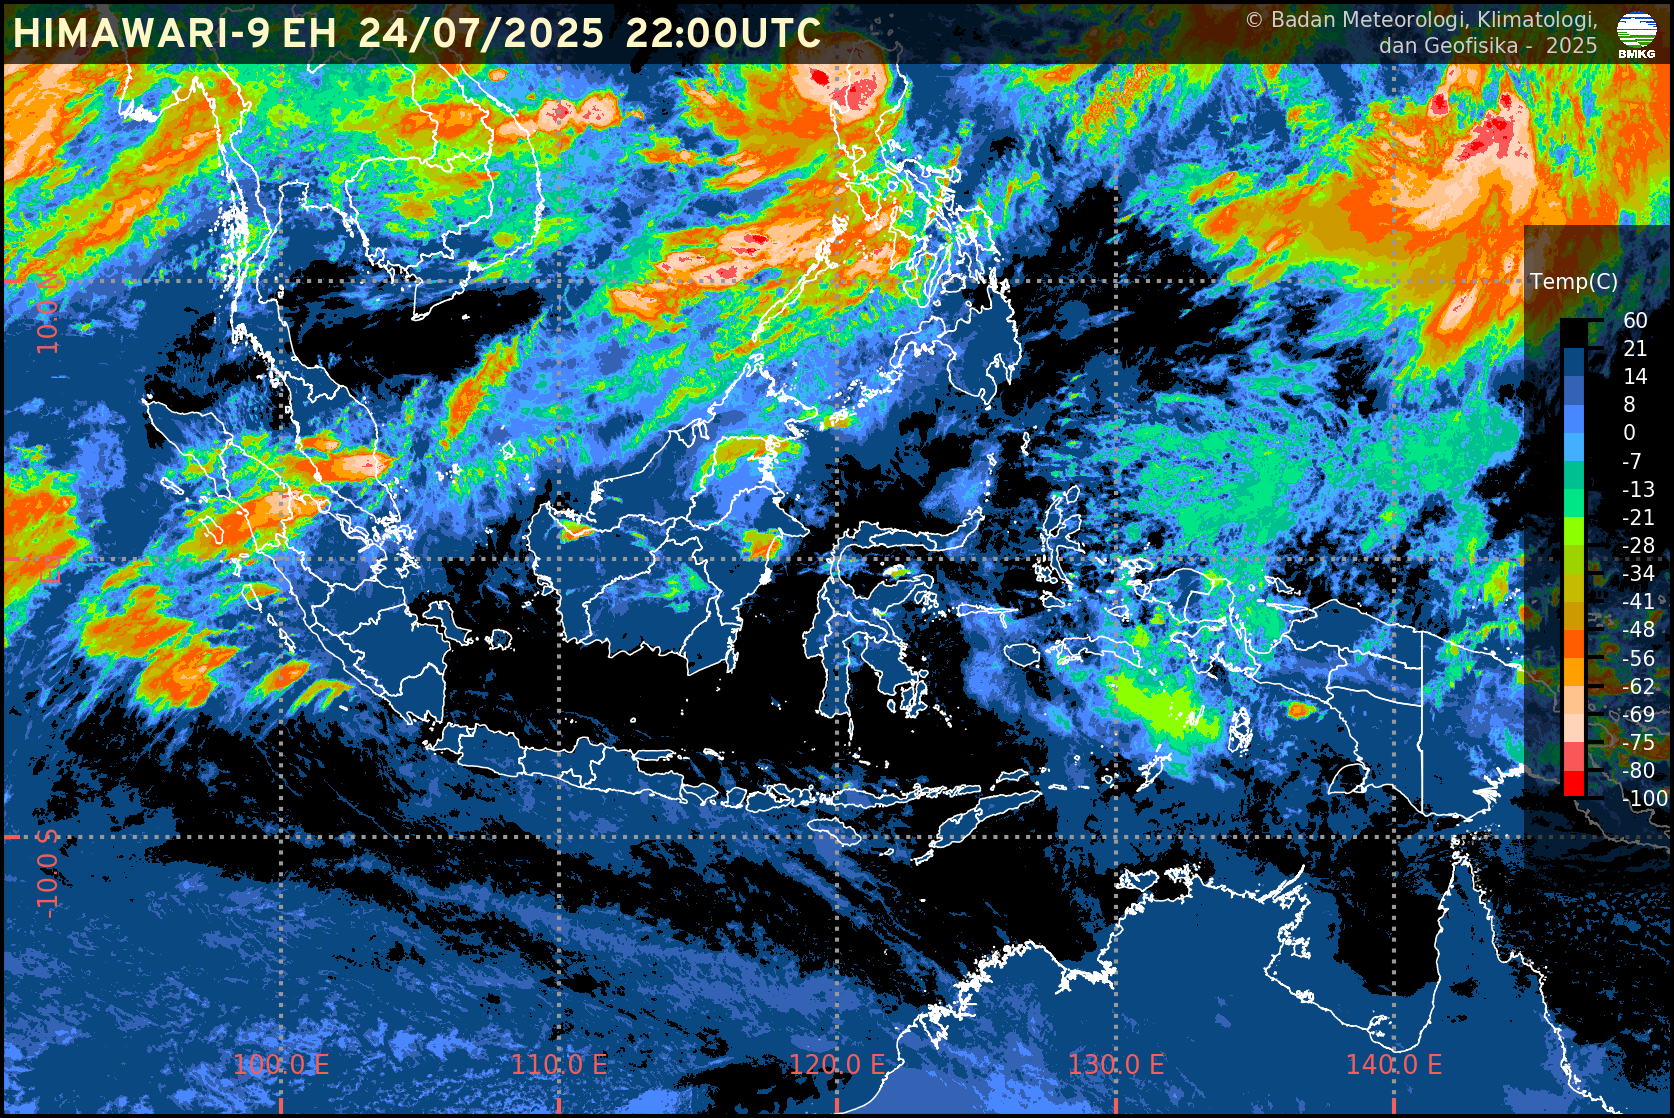 HIMAWARI-9 EH 24/07/2025 22:00UTC
© Badan Meteorologi, Klimatologi,
dan Geofisika - 2025
BMKG
Temp(C)
60
21
14
8
0
-7
-13
-21
-28
-34
-41
-48
-56
-62
-69
-75
-80
-100
10.0 N
-10.0 S
100.0 E
110.0 E
120.0 E
130.0 E
140.0 E